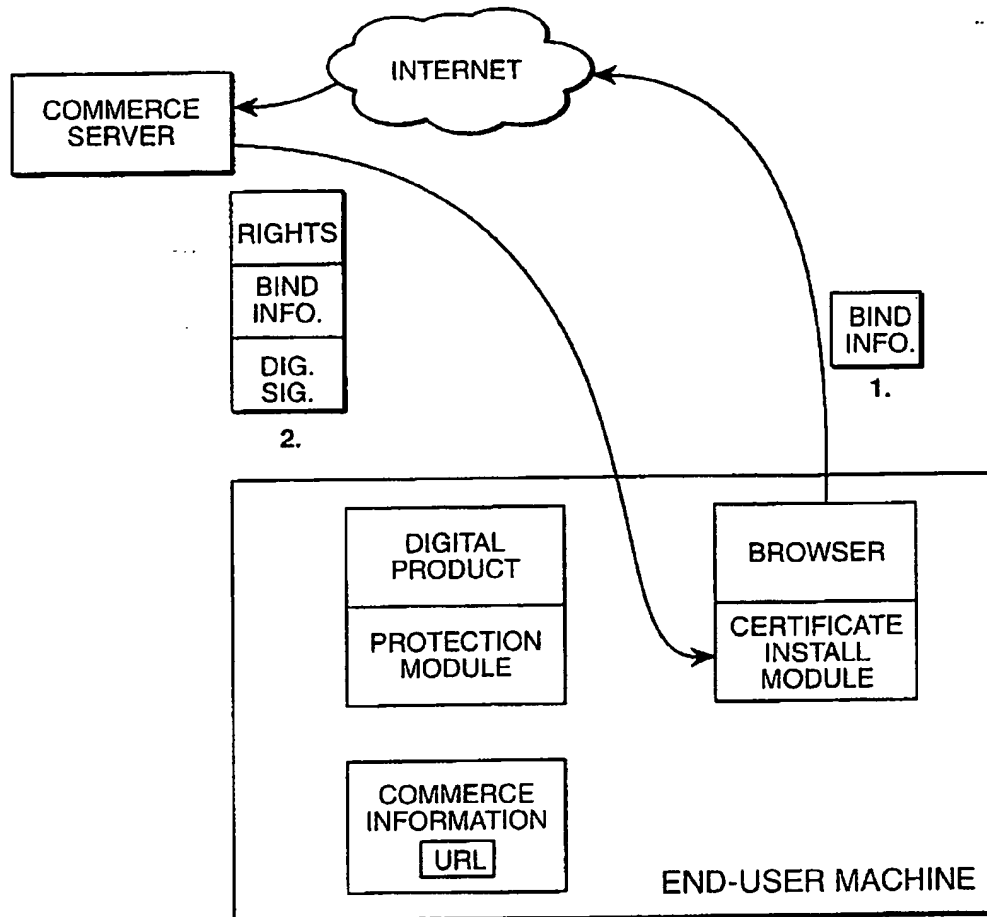 INTERNET
COMMERCE
SERVER
RIGHTS
BIND
INFO.
DIG.
SIG.
2.
BIND
INFO.
1.
DIGITAL
PRODUCT
PROTECTION
MODULE
BROWSER
CERTIFICATE
INSTALL
MODULE
COMMERCE
INFORMATION
URL
END-USER MACHINE